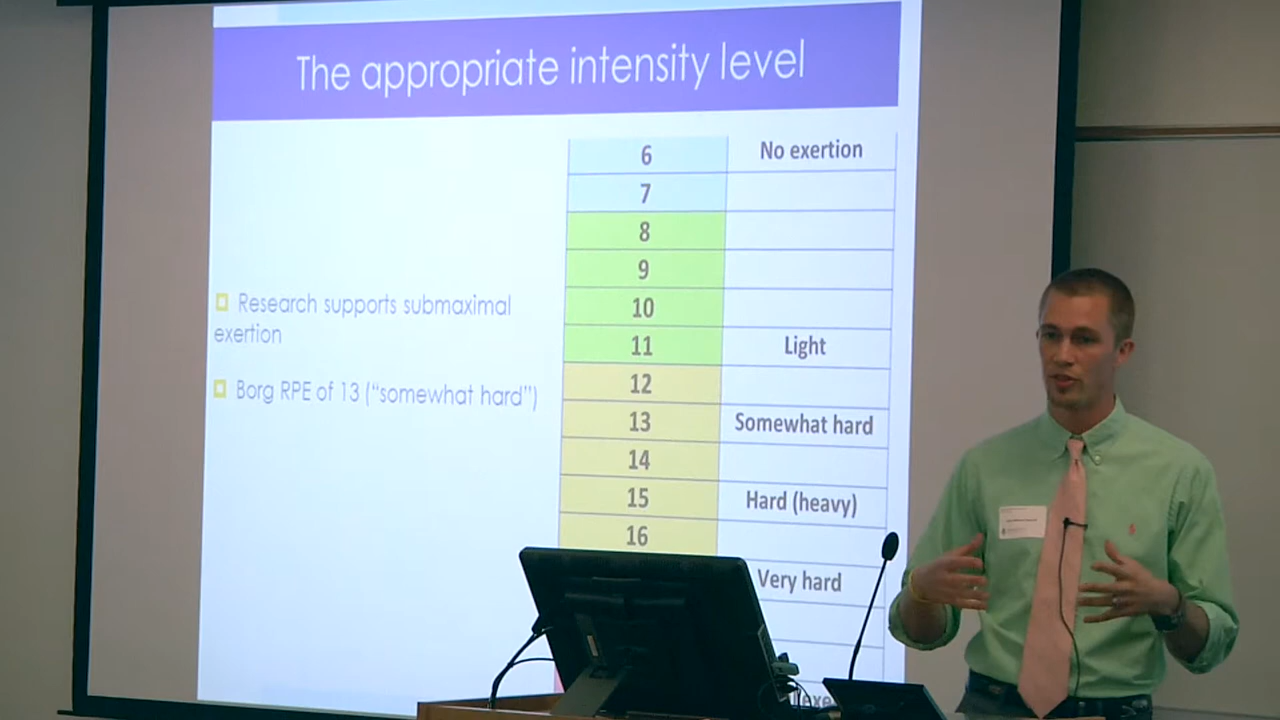 The appropriate intensity level
6 No exertion
7
8
9
10
11 Light
12
13 Somewhat hard
14
15 Hard (heavy)
16
Very hard
Research supports submaximal
exertion
Borg RPE of 13 (“somewhat hard”)